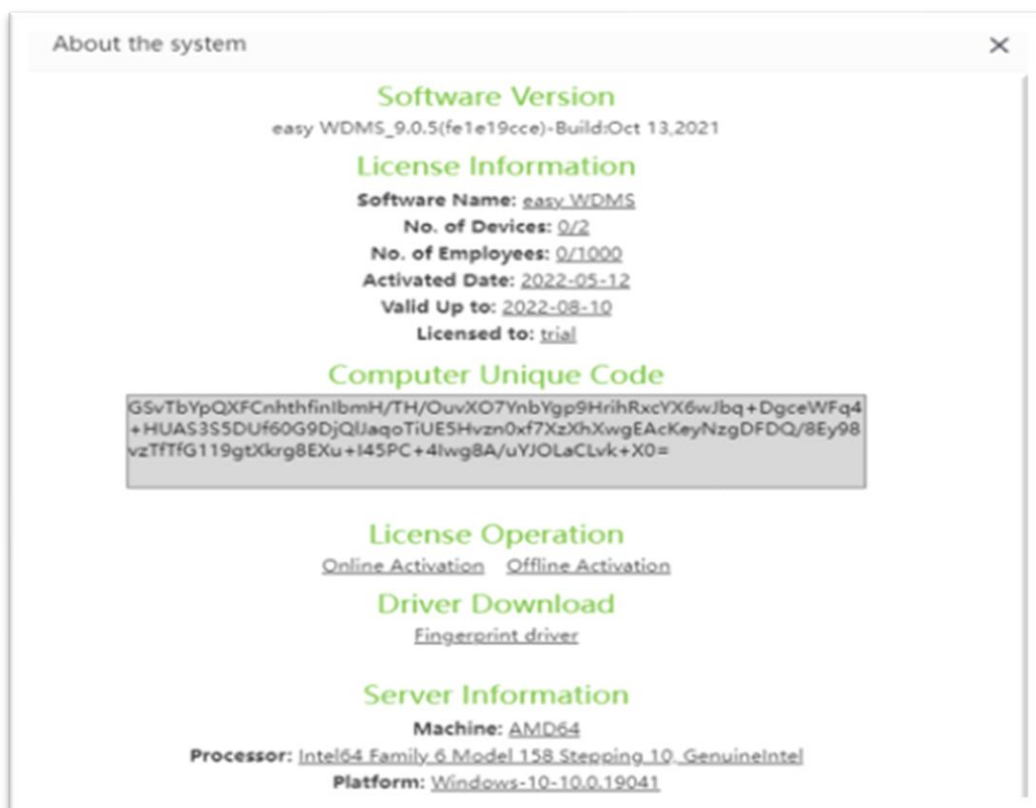 About the system
Software Version
easy WDMS_9.0.5(fe1e19cce)-Build:Oct 13,2021
License Information
Software Name: easy WDMS
No. of Devices: 0/2
No. of Employees: 0/1000
Activated Date: 2022-05-12
Valid Up to: 2022-08-10
Licensed to: trial
Computer Unique Code
License Operation
Online Activation Offline Activation
Driver Download
Fingerprint driver
Server Information
Machine: AMD64
Processor: Intel64 Family 6 Model 158 Stepping 10, GenuineIntel
Platform: Windows-10-10.0.19041